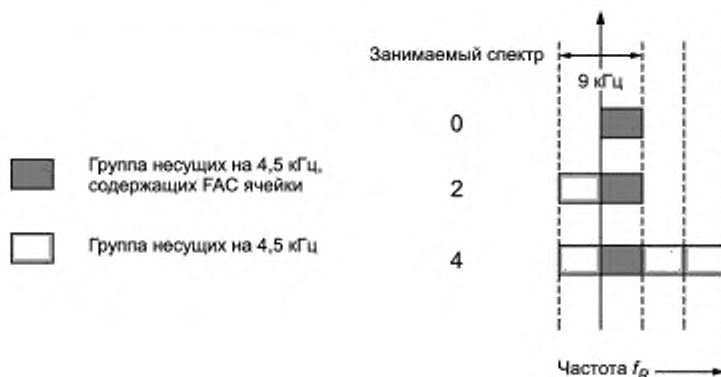 Занимаемый спектр
9 кГц
0
Группа несущих на 4,5 кГц,
содержащих FAC ячейки
2
Группа несущих на 4,5 кГц
4
Частота f_R